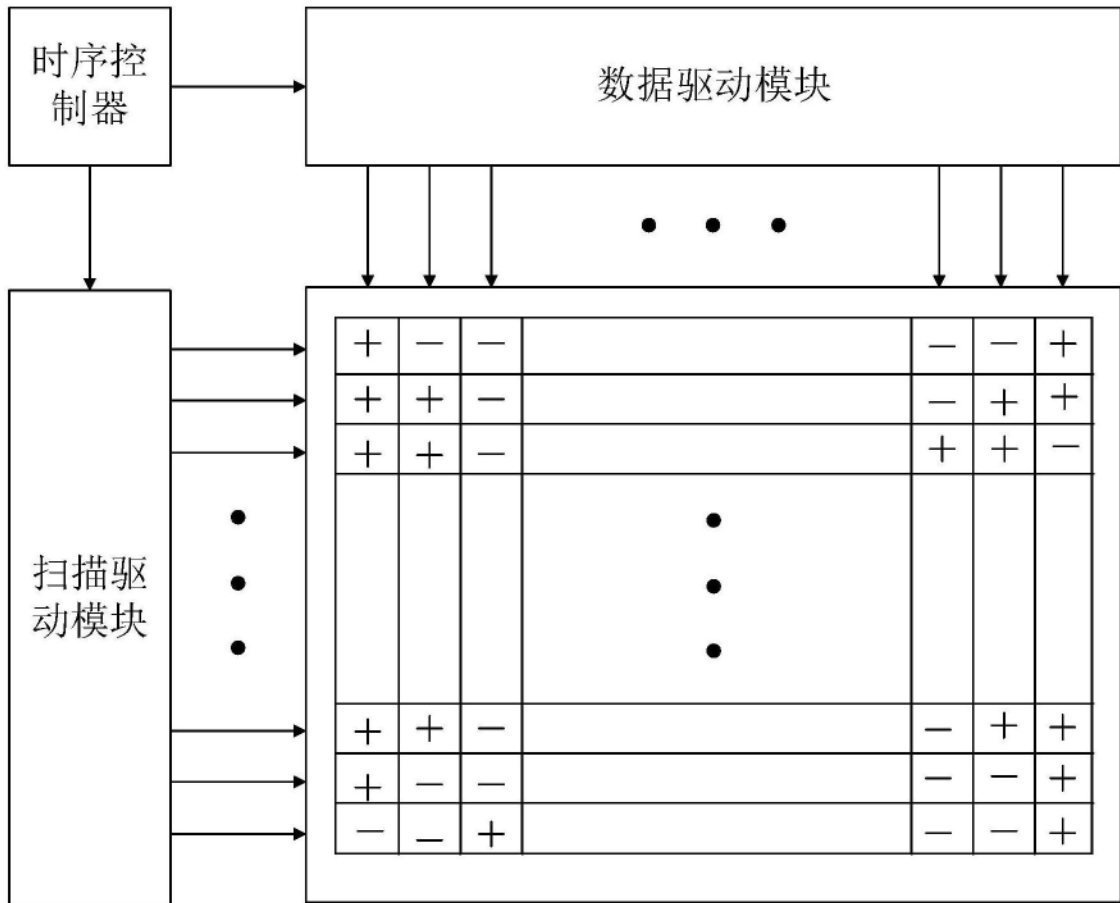 时序控
制器
数据驱动模块
扫描驱
动模块
+ − − − − +
+ + − − + +
+ + − + + −
+ + − − + +
+ − − − − +
− − + − − +